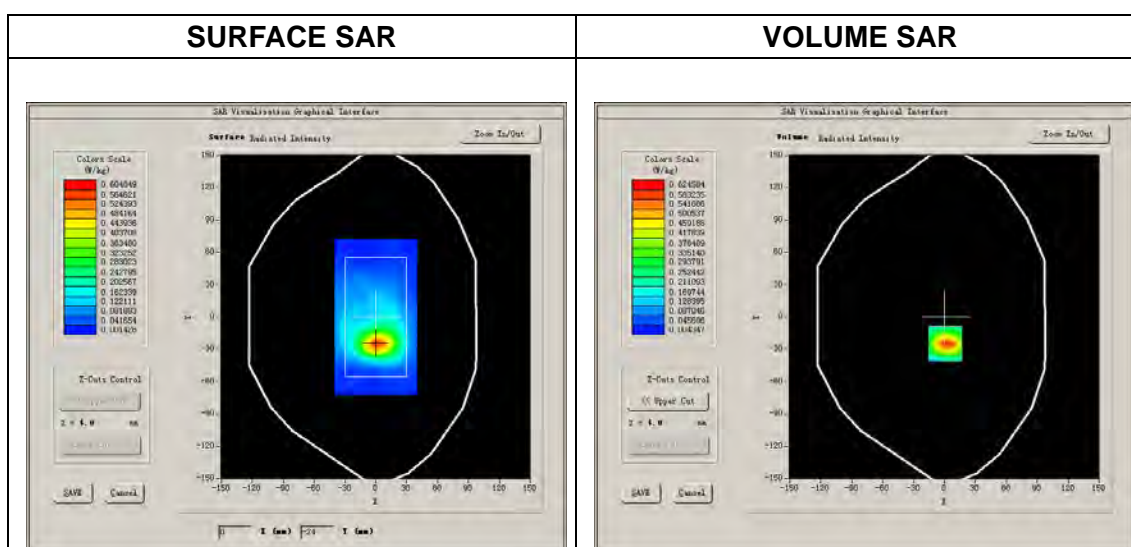 SURFACE SAR
VOLUME SAR
SAR Visualisation Graphical Interface
Surface Radiated Intensity
Zoom In/Out
Colors Scale
(W/kg)
0.604849
0.564621
0.524393
0.484164
0.443936
0.403708
0.363480
0.323252
0.283023
0.242795
0.202567
0.162339
0.122111
0.081883
0.041654
0.001426
150
120
90
60
30
0
-30
-60
-90
-120
-150
Y
-150 -120 -90 -60 -30 0 30 60 90 120 150
X
Z-Cuts Control
Z = 4.0 mm
SAVE
Cancel
0 X (mm) -24 Y (mm)
SAR Visualisation Graphical Interface
Volume Radiated Intensity
Zoom In/Out
Colors Scale
(W/kg)
0.624584
0.583235
0.541886
0.500537
0.459188
0.417839
0.376489
0.335140
0.293791
0.252442
0.211093
0.169744
0.128395
0.087046
0.004347
150
120
90
60
30
0
-30
-60
-90
-120
-150
Y
-150 -120 -90 -60 -30 0 30 60 90 120 150
X
Z-Cuts Control
<< Upper Cut
Z = 4.0 mm
SAVE
Cancel